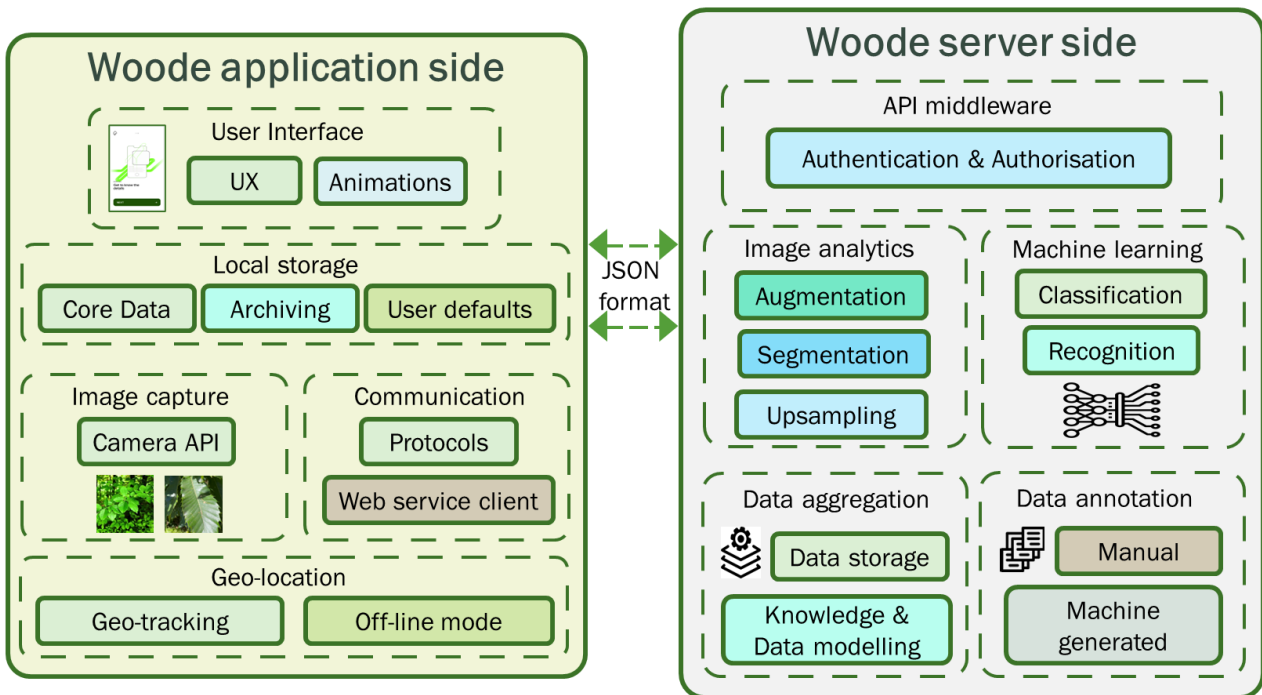 Woode application side
User Interface
UX
Animations
Local storage
Core Data
Archiving
User defaults
Image capture
Camera API
Communication
Protocols
Web service client
Geo-location
Geo-tracking
Off-line mode
JSON
format
Woode server side
API middleware
Authentication & Authorisation
Image analytics
Augmentation
Segmentation
Upsampling
Machine learning
Classification
Recognition
Data aggregation
Data storage
Knowledge &
Data modelling
Data annotation
Manual
Machine
generated